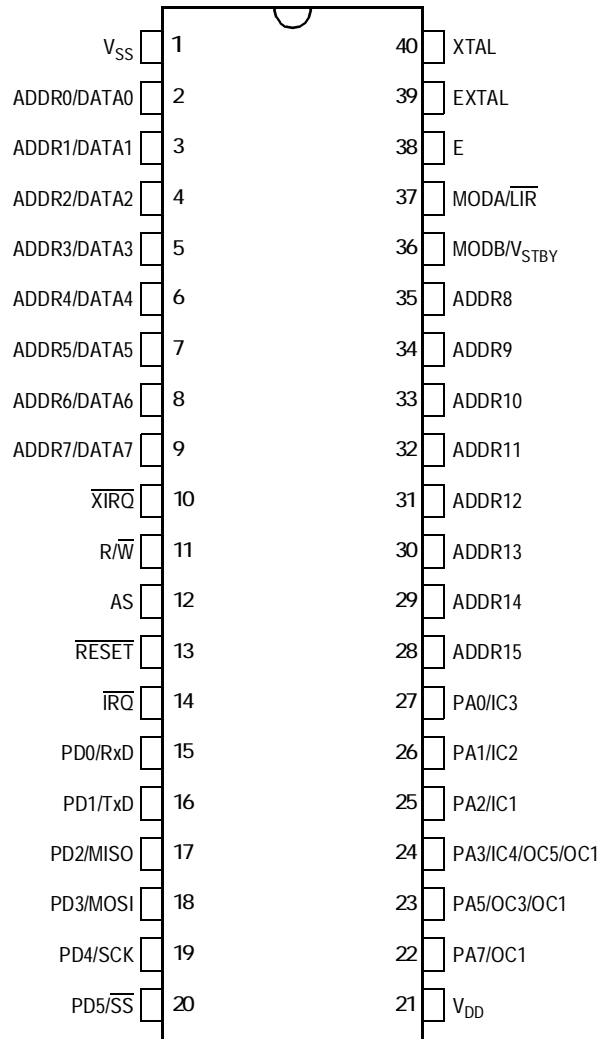 VSS 1 40 XTAL
ADDR0/DATA0 2 39 EXTAL
ADDR1/DATA1 3 38 E
ADDR2/DATA2 4 37 MODA/L̅I̅R̅
ADDR3/DATA3 5 36 MODB/VSTBY
ADDR4/DATA4 6 35 ADDR8
ADDR5/DATA5 7 34 ADDR9
ADDR6/DATA6 8 33 ADDR10
ADDR7/DATA7 9 32 ADDR11
X̅I̅R̅Q̅ 10 31 ADDR12
R/W̅ 11 30 ADDR13
AS 12 29 ADDR14
R̅E̅S̅E̅T̅ 13 28 ADDR15
I̅R̅Q̅ 14 27 PA0/IC3
PD0/RxD 15 26 PA1/IC2
PD1/TxD 16 25 PA2/IC1
PD2/MISO 17 24 PA3/IC4/OC5/OC1
PD3/MOSI 18 23 PA5/OC3/OC1
PD4/SCK 19 22 PA7/OC1
PD5/S̅S̅ 20 21 VDD